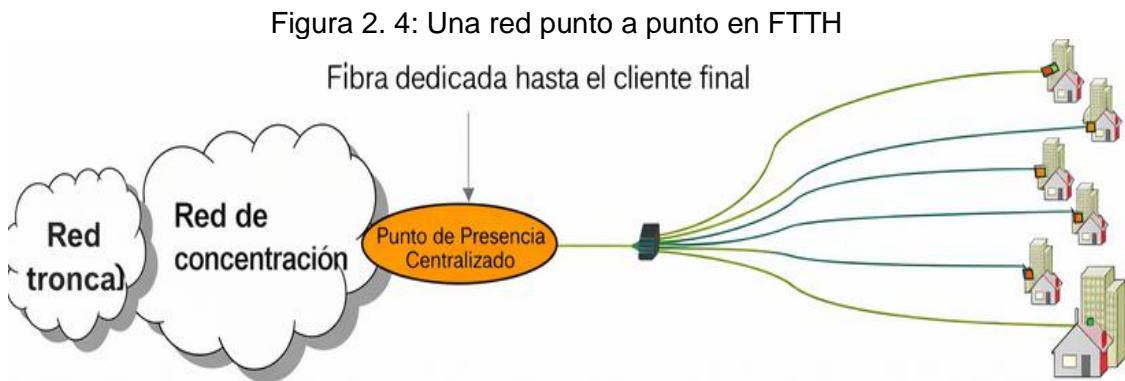 Figura 2. 4: Una red punto a punto en FTTH
Fibra dedicada hasta el cliente final
Red
troncal
Red de
concentración
Punto de Presencia
Centralizado